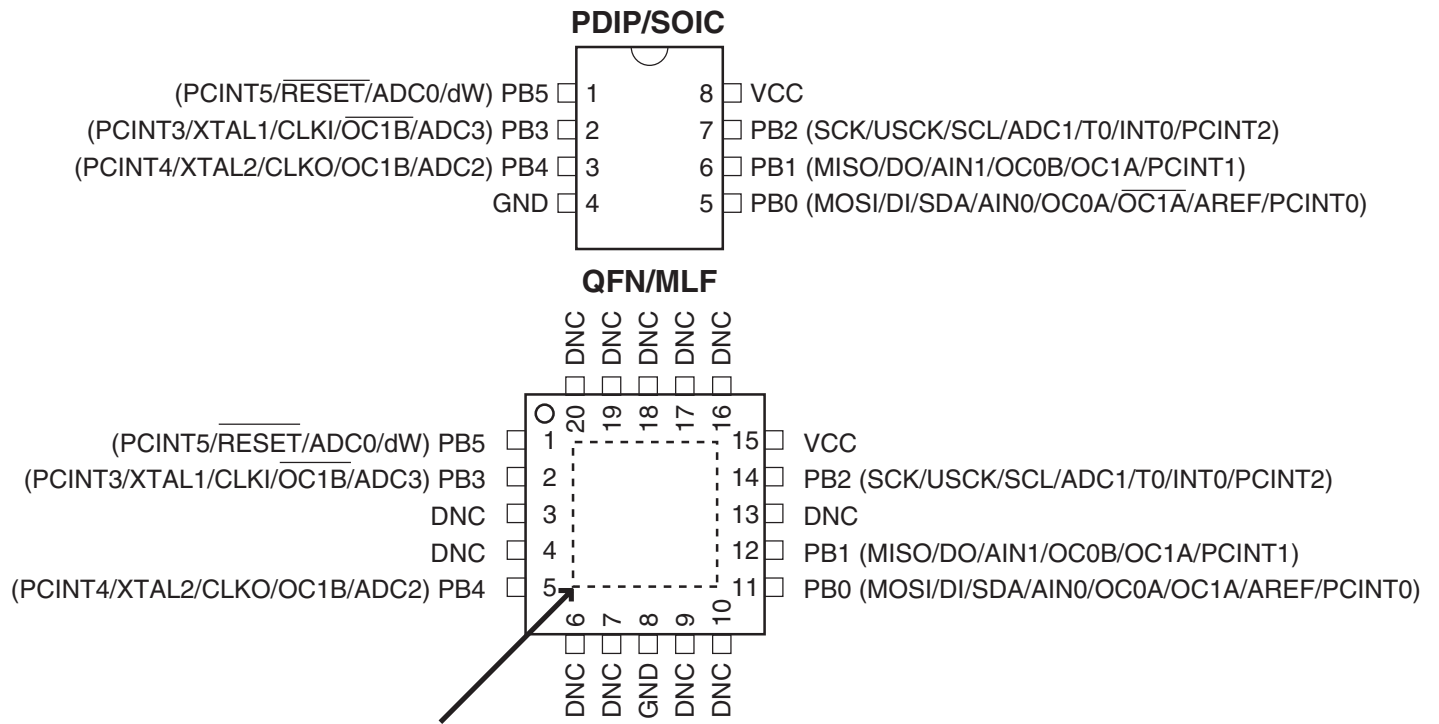 PDIP/SOIC
(PCINT5/RESET/ADC0/dW) PB5 1 8 VCC
(PCINT3/XTAL1/CLKI/OC1B/ADC3) PB3 2 7 PB2 (SCK/USCK/SCL/ADC1/T0/INT0/PCINT2)
(PCINT4/XTAL2/CLKO/OC1B/ADC2) PB4 3 6 PB1 (MISO/DO/AIN1/OC0B/OC1A/PCINT1)
GND 4 5 PB0 (MOSI/DI/SDA/AIN0/OC0A/OC1A/AREF/PCINT0)
QFN/MLF
DNC DNC DNC DNC DNC
20 19 18 17 16
(PCINT5/RESET/ADC0/dW) PB5 1 15 VCC
(PCINT3/XTAL1/CLKI/OC1B/ADC3) PB3 2 14 PB2 (SCK/USCK/SCL/ADC1/T0/INT0/PCINT2)
DNC 3 13 DNC
DNC 4 12 PB1 (MISO/DO/AIN1/OC0B/OC1A/PCINT1)
(PCINT4/XTAL2/CLKO/OC1B/ADC2) PB4 5 11 PB0 (MOSI/DI/SDA/AIN0/OC0A/OC1A/AREF/PCINT0)
6 7 8 9 10
DNC DNC GND DNC DNC